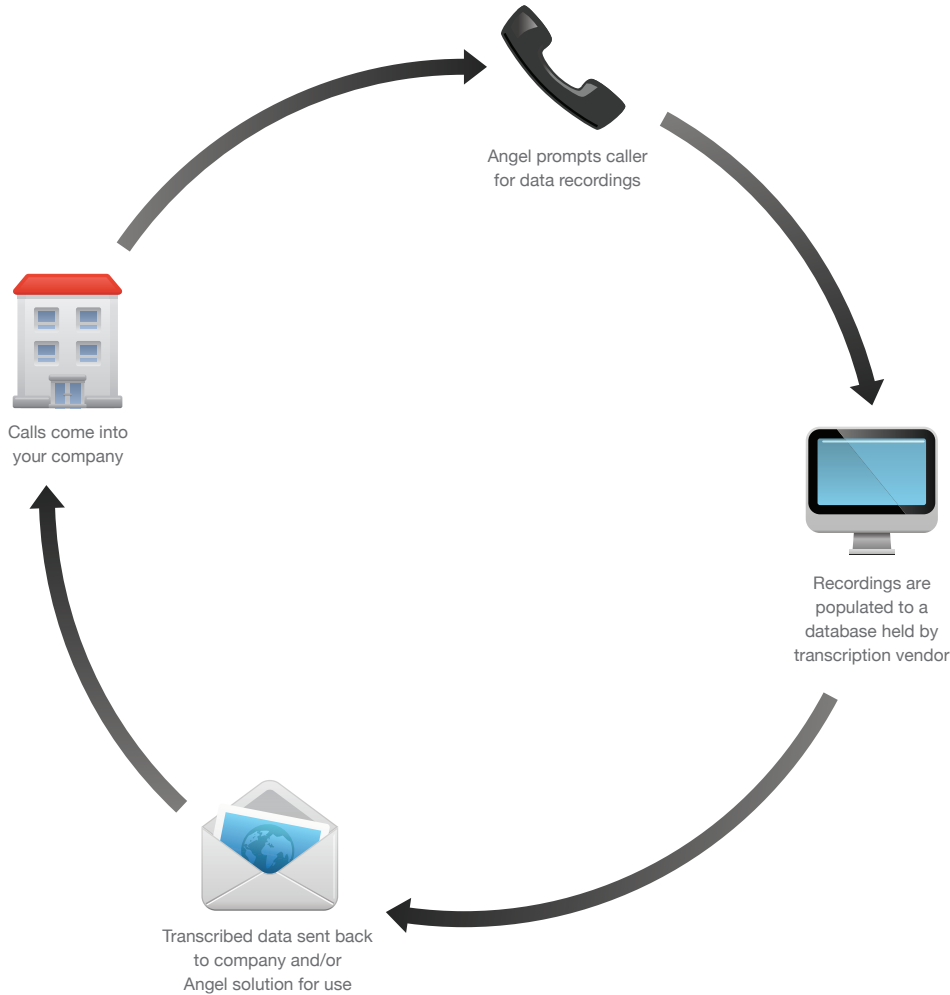 Angel prompts caller
for data recordings
Calls come into
your company
Recordings are
populated to a
database held by
transcription vendor
Transcribed data sent back
to company and/or
Angel solution for use